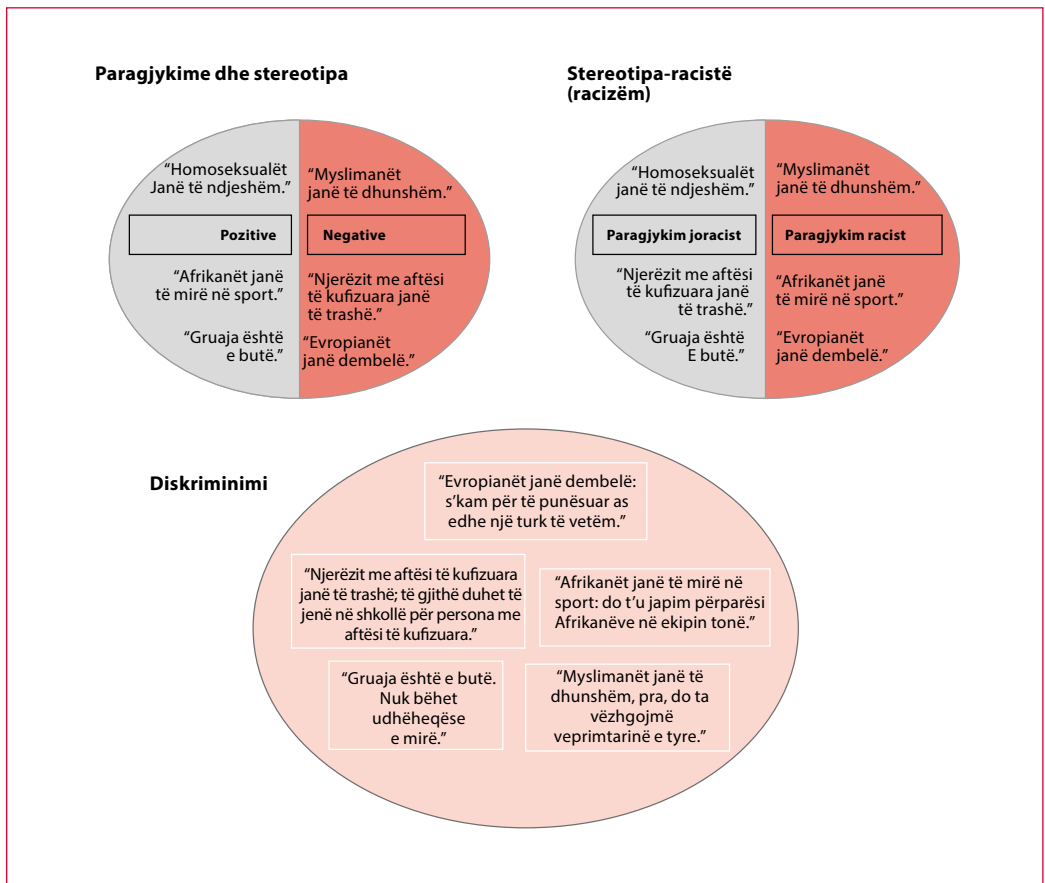 Paragjykime dhe stereotipa
“Homoseksualët
Janë të ndjeshëm.”
Pozitive
“Afrikanët janë
të mirë në sport.”
“Gruaja është
e butë.”
“Myslimanët
janë të dhunshëm.”
Negative
“Njerëzit me aftësi
të kufizuara janë
të trashë.”
“Evropianët
janë dembelë.”
Stereotipa-racistë
(racizëm)
“Homoseksualët
janë të ndjeshëm.”
Paragjykim joracist
“Njerëzit me aftësi
të kufizuara janë
të trashë.”
“Gruaja është
E butë.”
“Myslimanët
janë të dhunshëm.”
Paragjykim racist
“Afrikanët janë
të mirë në sport.”
“Evropianët
janë dembelë.”
Diskriminimi
“Evropianët janë dembelë:
s’kam për të punësuar as
edhe një turk të vetëm.”
“Njerëzit me aftësi të kufizuara
janë të trashë; të gjithë duhet të
jenë në shkollë për persona me
aftësi të kufizuara.”
“Afrikanët janë të mirë në
sport: do t’u japim përparësi
Afrikanëve në ekipin tonë.”
“Gruaja është e butë.
Nuk bëhet
udhëheqëse
e mirë.”
“Myslimanët janë të
dhunshëm, pra, do ta
vëzhgojmë
veprimtarinë e tyre.”